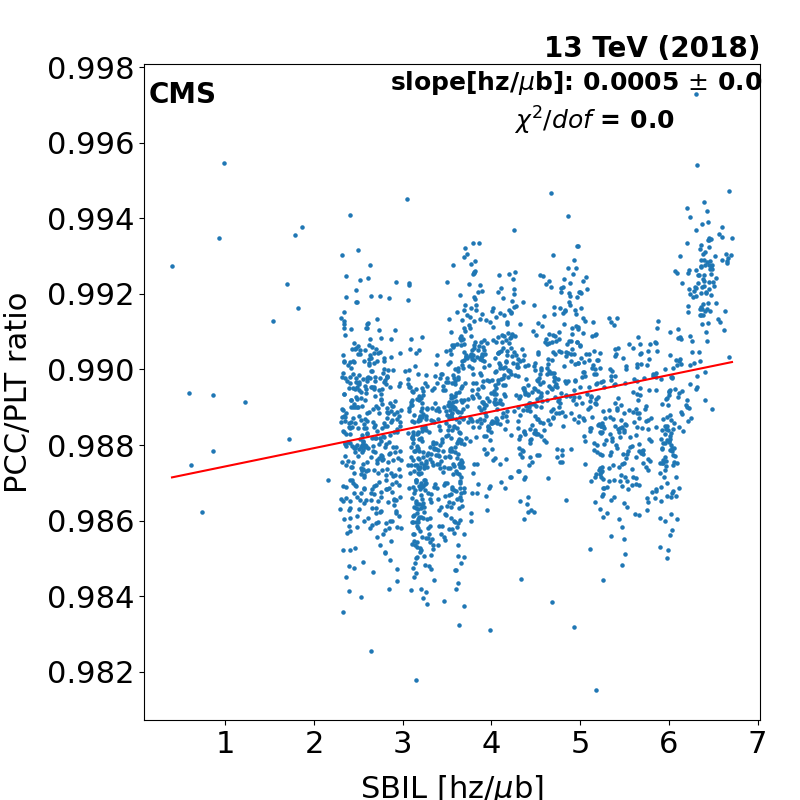 13 TeV (2018)
CMS
slope[hz/μb]: 0.0005 ± 0.0
χ²/dof = 0.0
0.998
0.996
0.994
0.992
0.990
0.988
0.986
0.984
0.982
PCC/PLT ratio
1 2 3 4 5 6 7
SBIL [hz/μb]